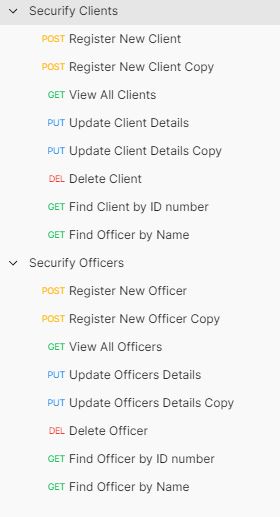 Securify Clients
POST Register New Client
POST Register New Client Copy
GET View All Clients
PUT Update Client Details
PUT Update Client Details Copy
DEL Delete Client
GET Find Client by ID number
GET Find Officer by Name
Securify Officers
POST Register New Officer
POST Register New Officer Copy
GET View All Officers
PUT Update Officers Details
PUT Update Officers Details Copy
DEL Delete Officer
GET Find Officer by ID number
GET Find Officer by Name